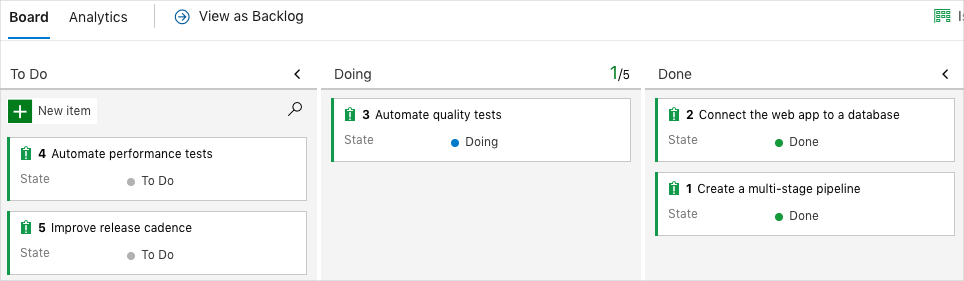 Board Analytics View as Backlog
To Do
New item
4 Automate performance tests
State To Do
5 Improve release cadence
State To Do
Doing 1/5
3 Automate quality tests
State Doing
Done
2 Connect the web app to a database
State Done
1 Create a multi-stage pipeline
State Done